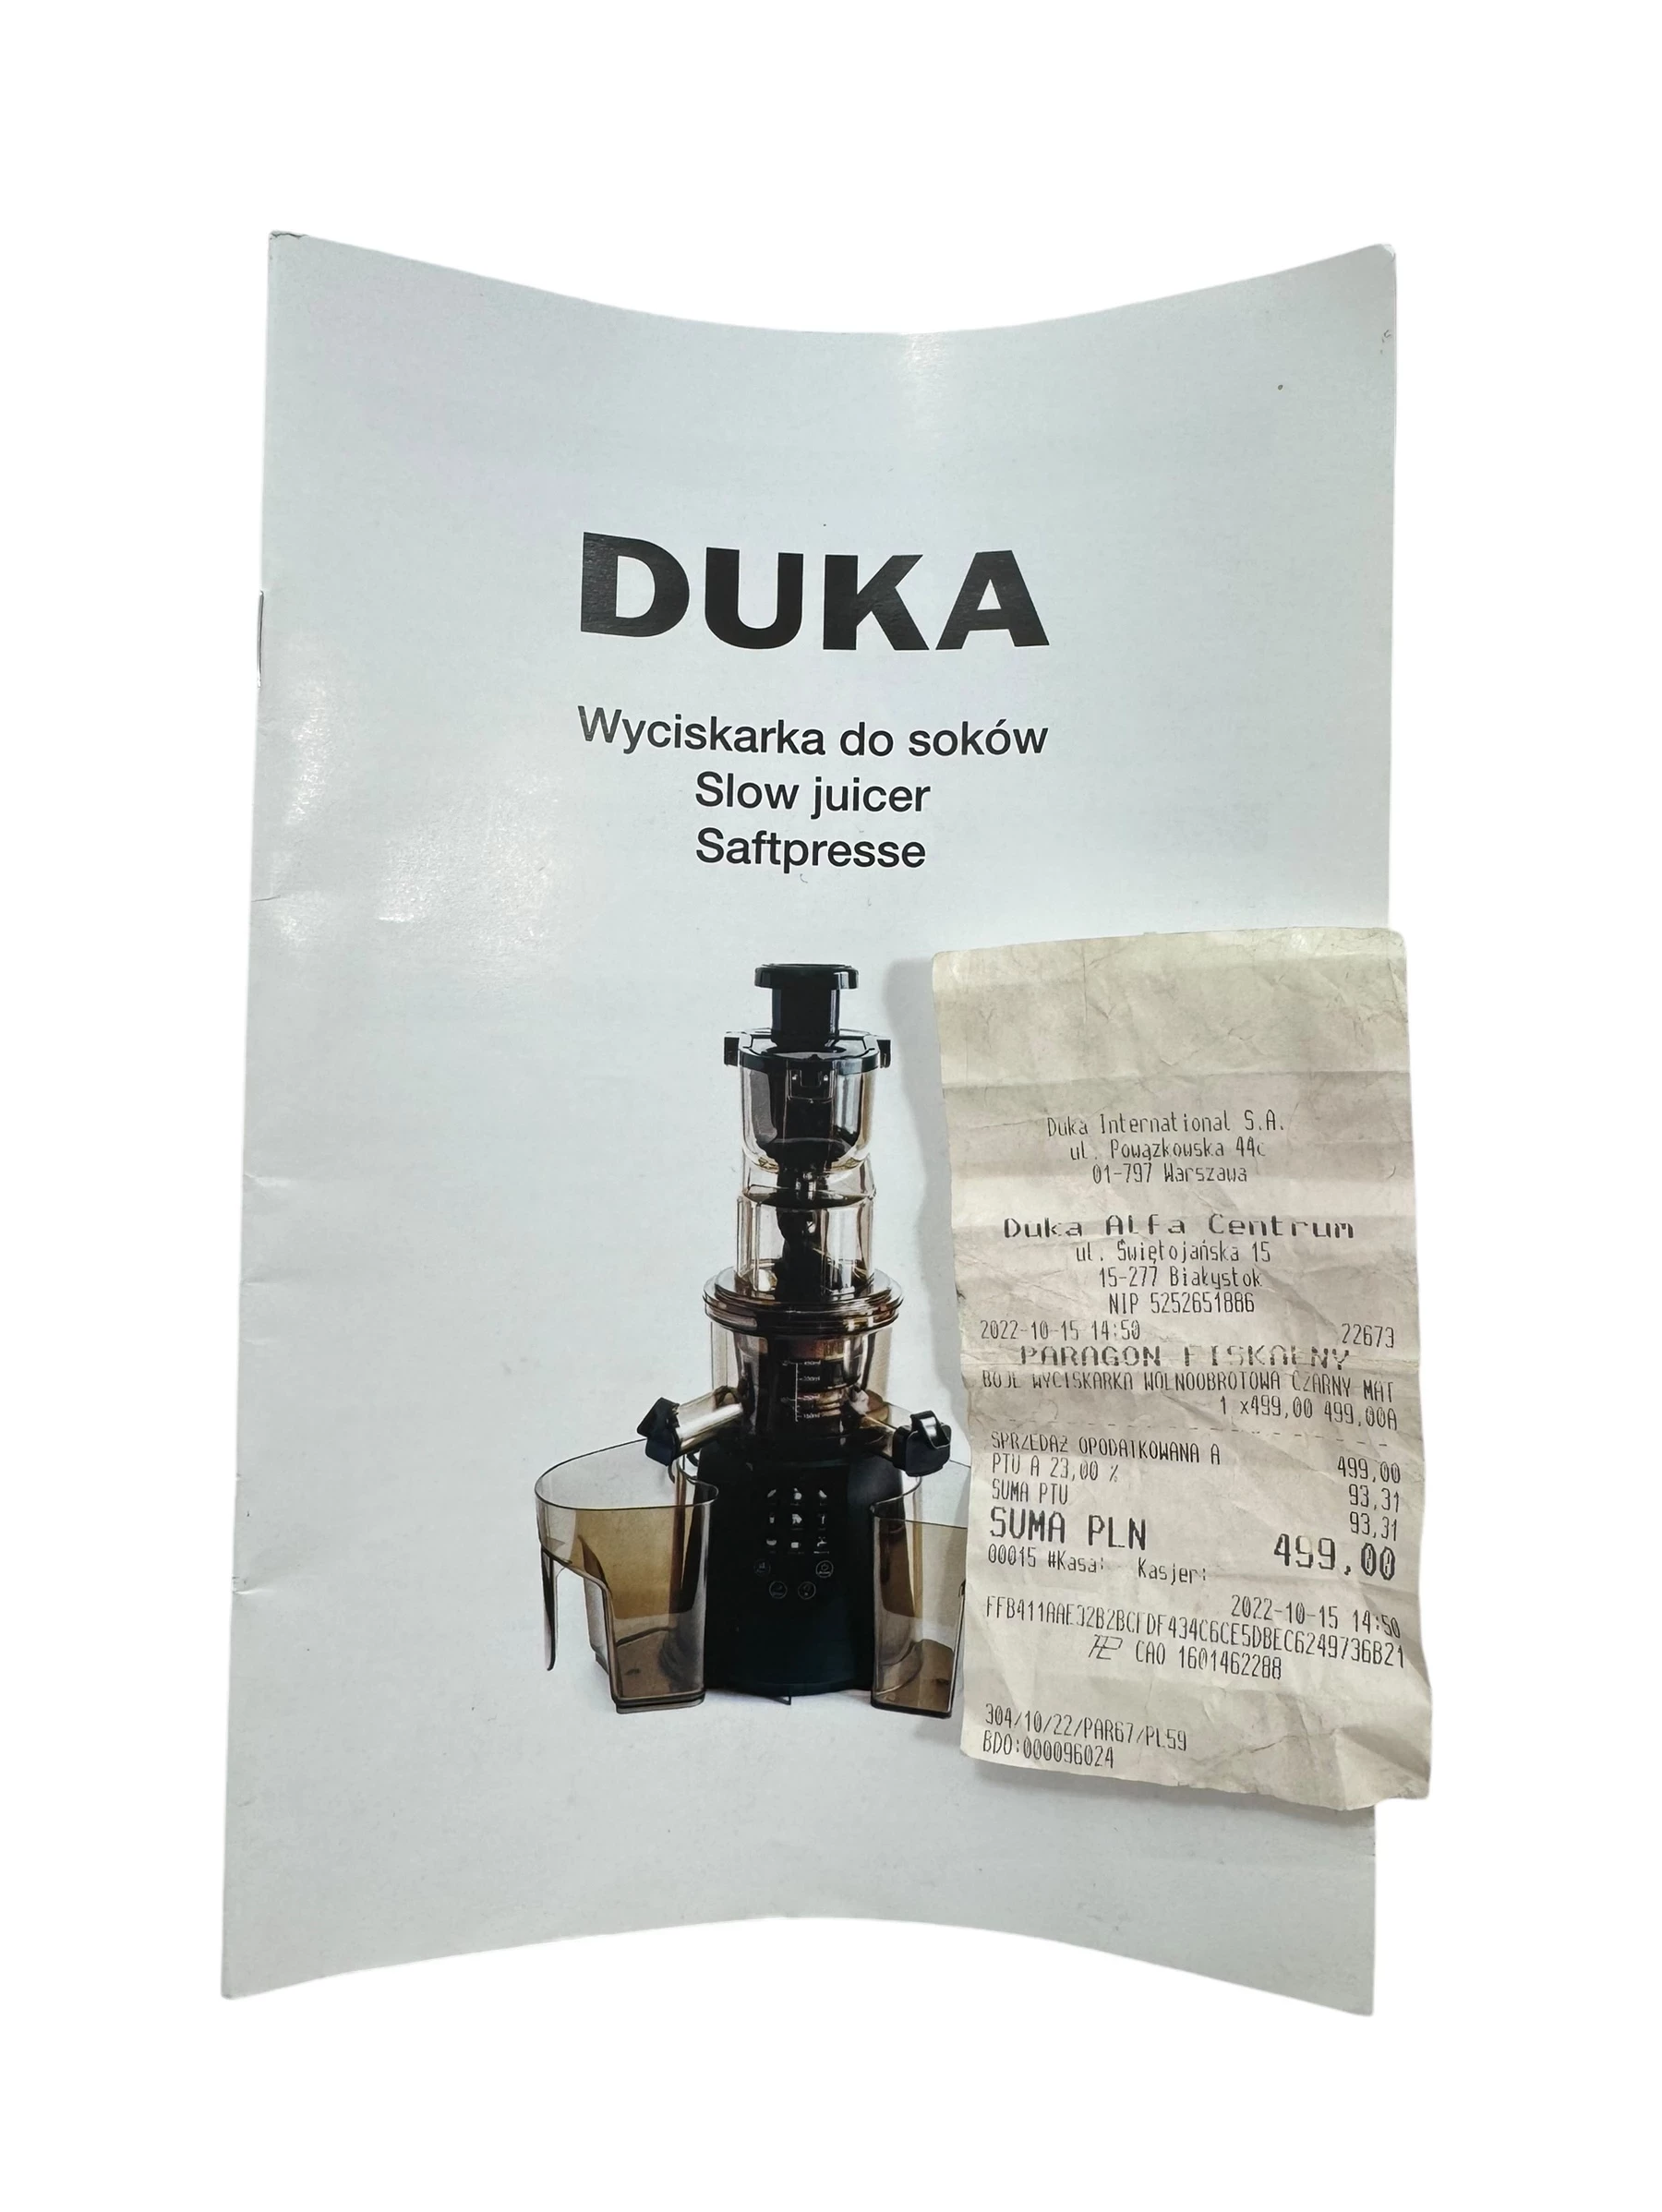 DUKA
Wyciskarka do soków
Slow juicer
Saftpresse
Duka International S.A.
ul. Powązkowska 44c
01-797 Warszawa
Duka Alfa Centrum
ul. Świętojańska 15
15-277 Białystok
NIP 5252651886
2022-10-15 14:50 22673
PARAGON FISKALNY
BOJE WYCISKARKA WOLNOOBROTOWA CZARNY MAT
1 x499,00 499,00A
SPRZEDAŻ OPODATKOWANA A 499,00
PTU A 23,00 % 93,31
SUMA PTU 93,31
SUMA PLN 499,00
00015 #Kasa: Kasjer:
2022-10-15 14:50
FFB411AAE32B2BCFDF434C6CE5DBEC6249736B21
CAO 1601462288
304/10/22/PAR67/PL59
BDO:000096024